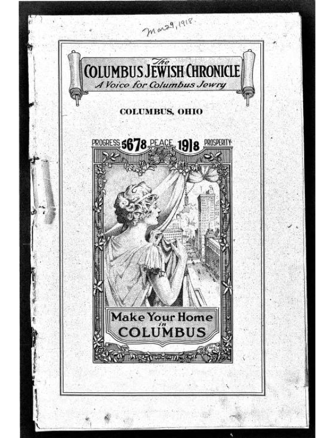 Mar 29, 1918.
The
COLUMBUS JEWISH CHRONICLE
A Voice for Columbus Jewry
COLUMBUS, OHIO
PROGRESS 5678 PEACE 1918 PROSPERITY
Make Your Home
in
COLUMBUS